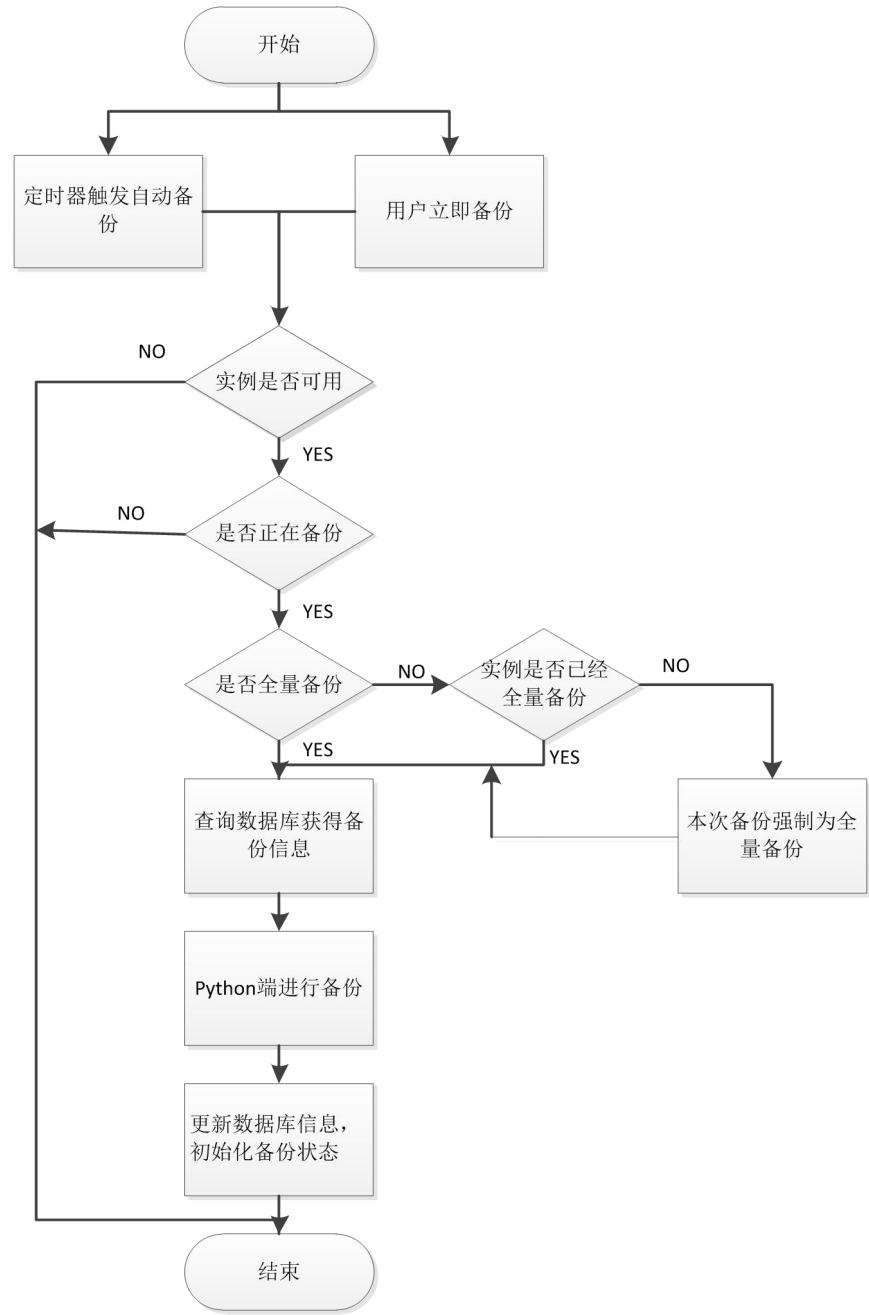 开始
定时器触发自动备
份
用户立即备份
NO
实例是否可用
YES
NO
是否正在备份
YES
是否全量备份
NO
实例是否已经
全量备份
NO
YES
YES
查询数据库获得备
份信息
本次备份强制为全
量备份
Python端进行备份
更新数据库信息，
初始化备份状态
结束